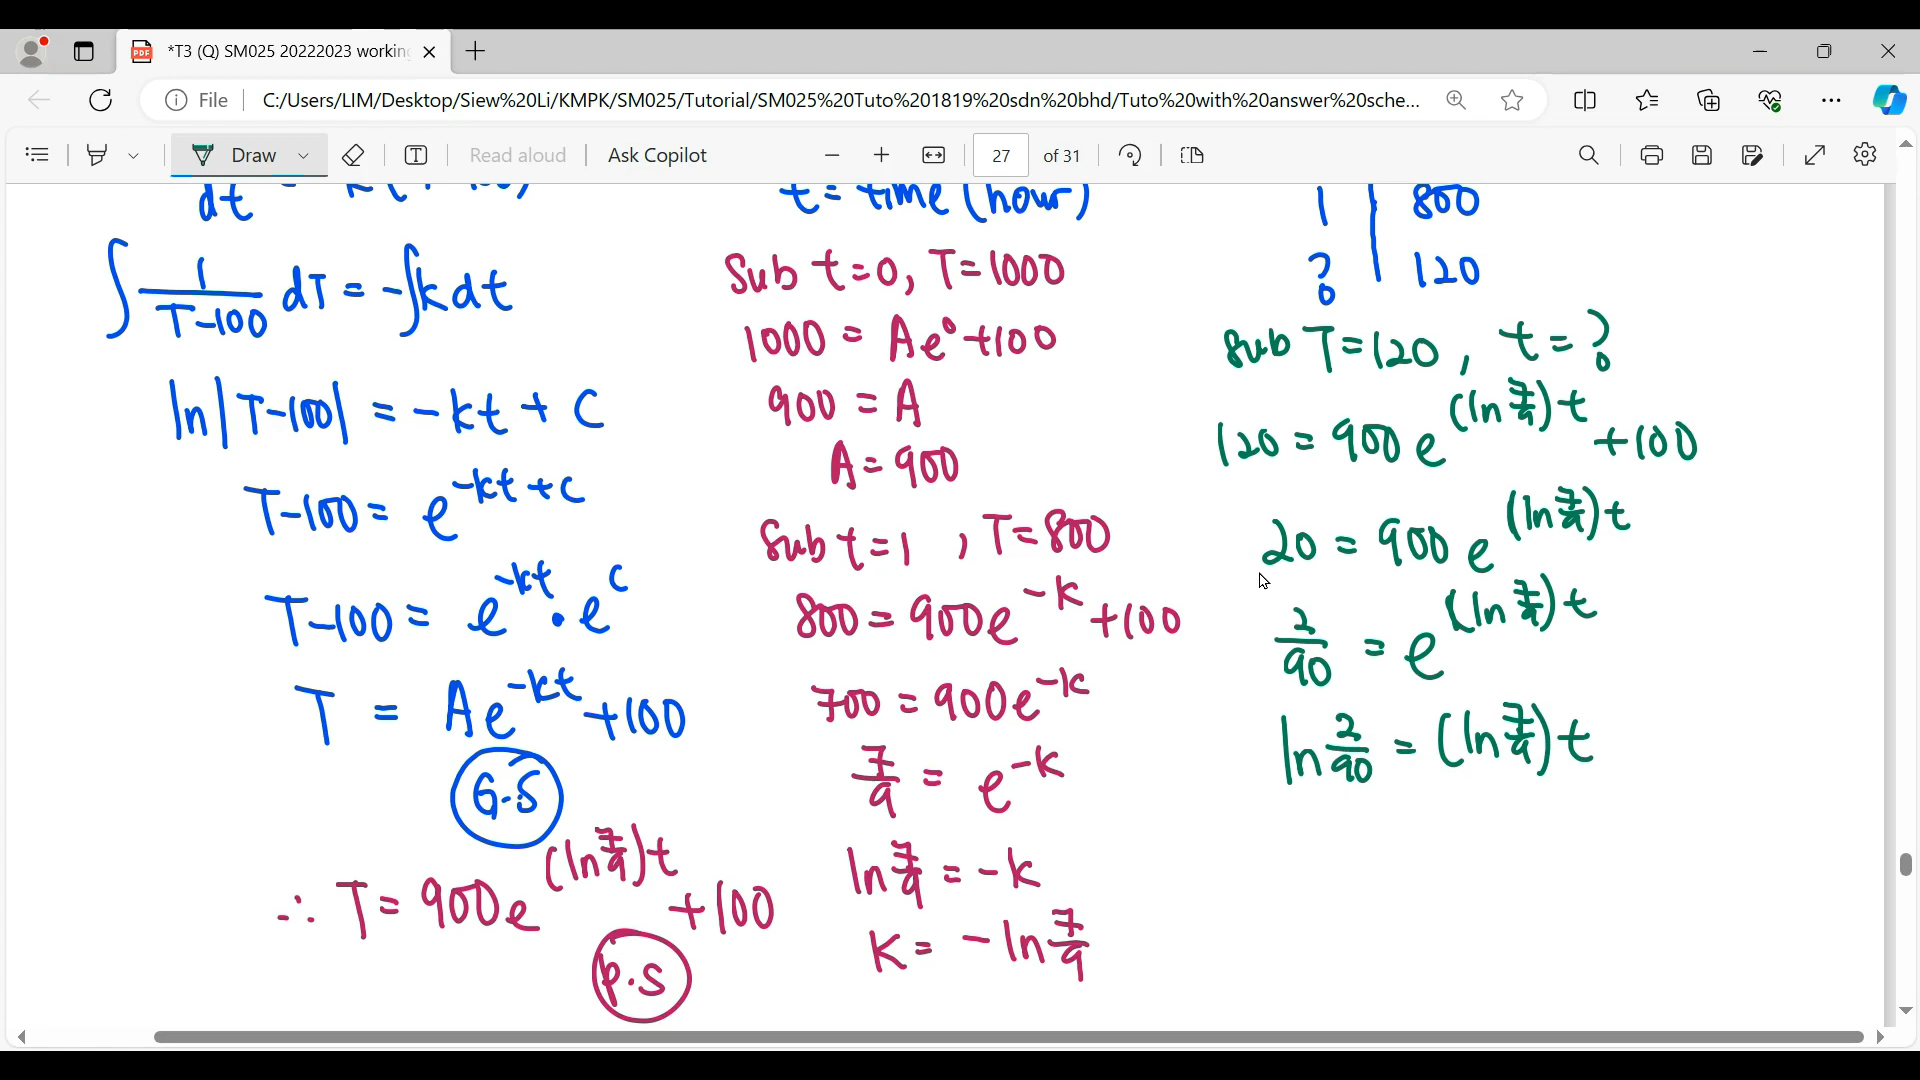 *T3 (Q) SM025 20222023 workin
File
C:/Users/LIM/Desktop/Siew%20Li/KMPK/SM025/Tutorial/SM025%20Tuto%201819%20sdn%20bhd/Tuto%20with%20answer%20sche...
Draw
Read aloud
Ask Copilot
27
of 31
dt
∫ 1/(T-100) dT = -∫k dt
ln|T-100| = -kt + C
T-100 = e^(-kt+c)
T-100 = e^(-kt) • e^c
T = Ae^(-kt) +100
G.S
∴ T = 900e^((ln 7/9)t) +100
P.S
t = time (hour)
Sub t=0, T=1000
1000 = Ae^0 +100
900 = A
A = 900
Sub t=1, T=800
800 = 900e^(-k) +100
700 = 900e^(-k)
7/9 = e^(-k)
ln 7/9 = -k
K = -ln 7/9
1 | 800
? | 120
Sub T=120, t=?
120 = 900e^((ln 7/9)t) +100
20 = 900e^((ln 7/9)t)
2/90 = e^((ln 7/9)t)
ln 2/90 = (ln 7/9)t